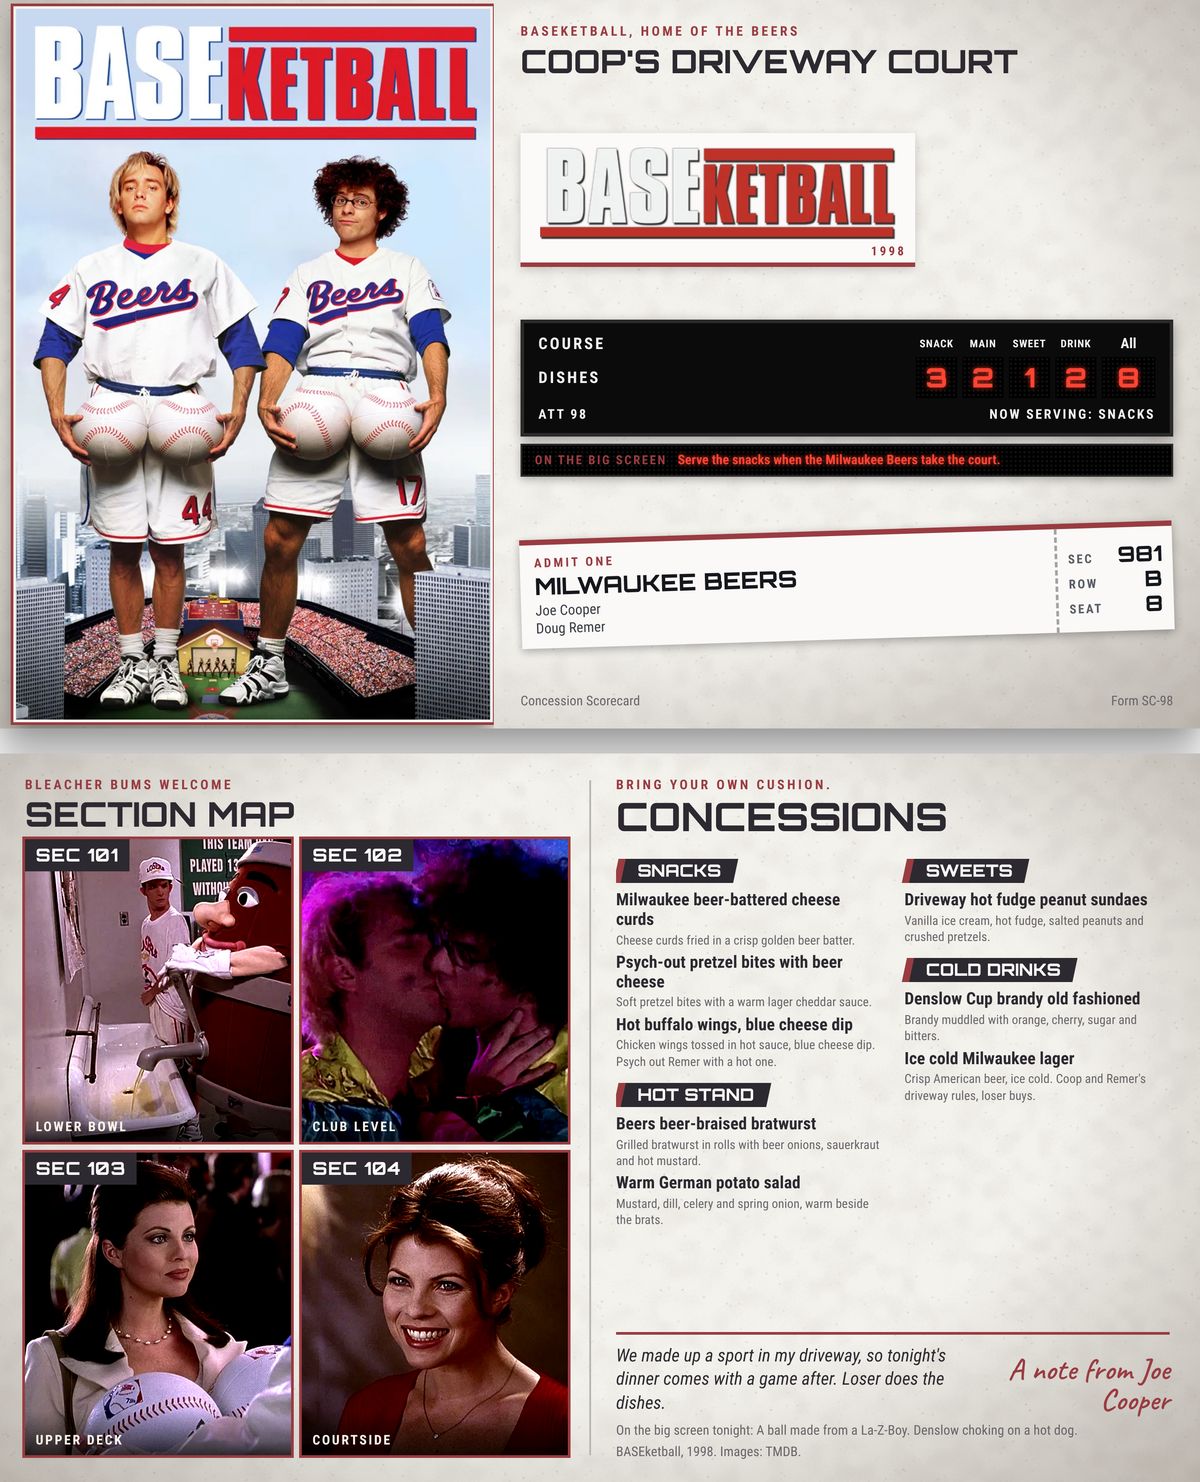 BASEKETBALL
4
Beers
7
Beers
44
17
BASEKETBALL, HOME OF THE BEERS
COOP'S DRIVEWAY COURT
BASEKETBALL
1998
COURSE SNACK MAIN SWEET DRINK All
DISHES 3 2 1 2 8
ATT 98 NOW SERVING: SNACKS
ON THE BIG SCREEN Serve the snacks when the Milwaukee Beers take the court.
ADMIT ONE
MILWAUKEE BEERS
Joe Cooper
Doug Remer
SEC 981
ROW B
SEAT 8
Concession Scorecard Form SC-98
BLEACHER BUMS WELCOME
SECTION MAP
SEC 101
THIS TEAM HAS
PLAYED 13
WITHOU
LOSERS
LOWER BOWL
SEC 102
CLUB LEVEL
SEC 103
UPPER DECK
SEC 104
COURTSIDE
BRING YOUR OWN CUSHION.
CONCESSIONS
SNACKS
Milwaukee beer-battered cheese
curds
Cheese curds fried in a crisp golden beer batter.
Psych-out pretzel bites with beer
cheese
Soft pretzel bites with a warm lager cheddar sauce.
Hot buffalo wings, blue cheese dip
Chicken wings tossed in hot sauce, blue cheese dip.
Psych out Remer with a hot one.
HOT STAND
Beers beer-braised bratwurst
Grilled bratwurst in rolls with beer onions, sauerkraut
and hot mustard.
Warm German potato salad
Mustard, dill, celery and spring onion, warm beside
the brats.
SWEETS
Driveway hot fudge peanut sundaes
Vanilla ice cream, hot fudge, salted peanuts and
crushed pretzels.
COLD DRINKS
Denslow Cup brandy old fashioned
Brandy muddled with orange, cherry, sugar and
bitters.
Ice cold Milwaukee lager
Crisp American beer, ice cold. Coop and Remer's
driveway rules, loser buys.
We made up a sport in my driveway, so tonight's
dinner comes with a game after. Loser does the
dishes.
A note from Joe
Cooper
On the big screen tonight: A ball made from a La-Z-Boy. Denslow choking on a hot dog.
BASEketball, 1998. Images: TMDB.